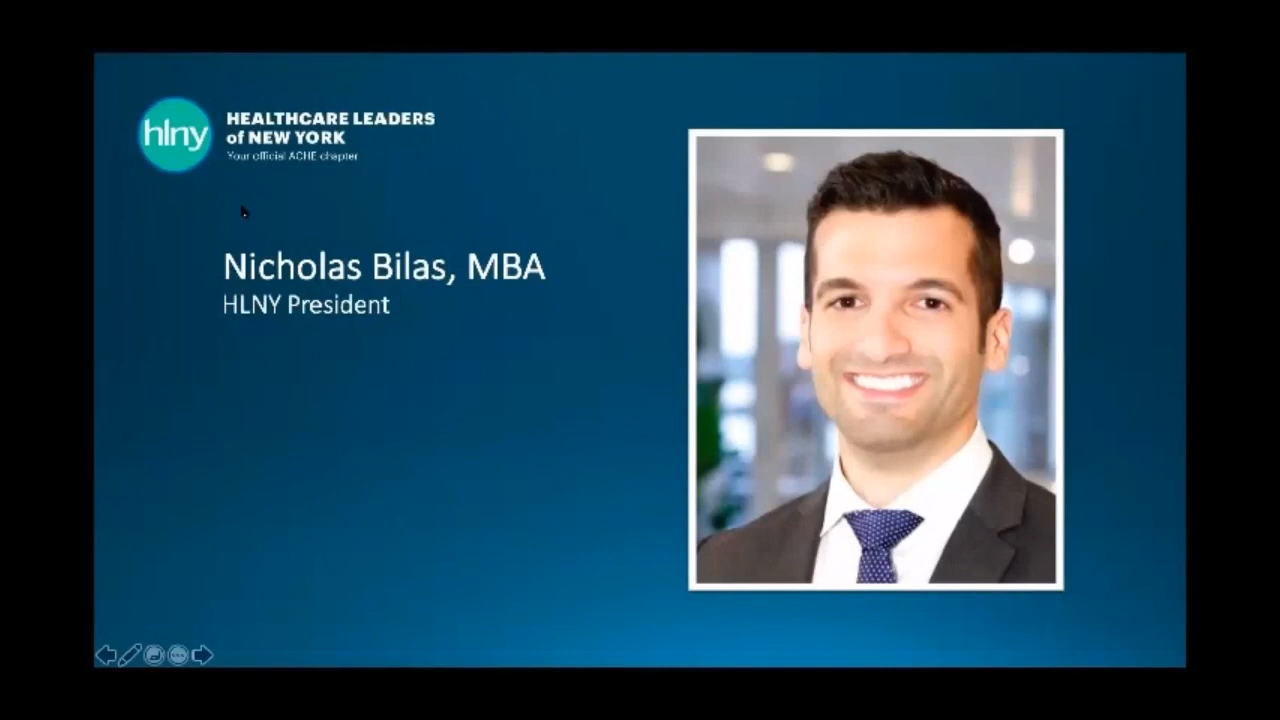 hlny
HEALTHCARE LEADERS
of NEW YORK
Your official ACHE chapter
Nicholas Bilas, MBA
HLNY President